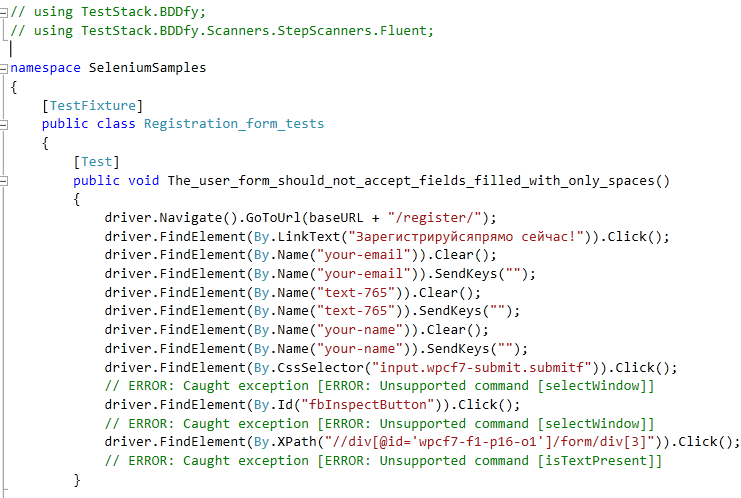 // using TestStack.BDDfy;
// using TestStack.BDDfy.Scanners.StepScanners.Fluent;
namespace SeleniumSamples
{
[TestFixture]
public class Registration_form_tests
{
[Test]
public void The_user_form_should_not_accept_fields_filled_with_only_spaces()
{
driver.Navigate().GoToUrl(baseURL + "/register/");
driver.FindElement(By.LinkText("Зарегистрируйсяпрямо сейчас!")).Click();
driver.FindElement(By.Name("your-email")).Clear();
driver.FindElement(By.Name("your-email")).SendKeys("");
driver.FindElement(By.Name("text-765")).Clear();
driver.FindElement(By.Name("text-765")).SendKeys("");
driver.FindElement(By.Name("your-name")).Clear();
driver.FindElement(By.Name("your-name")).SendKeys("");
driver.FindElement(By.CssSelector("input.wpcf7-submit.submitf")).Click();
// ERROR: Caught exception [ERROR: Unsupported command [selectWindow]]
driver.FindElement(By.Id("fbInspectButton")).Click();
// ERROR: Caught exception [ERROR: Unsupported command [selectWindow]]
driver.FindElement(By.XPath("//div[@id='wpcf7-f1-p16-o1']/form/div[3]")).Click();
// ERROR: Caught exception [ERROR: Unsupported command [isTextPresent]]
}